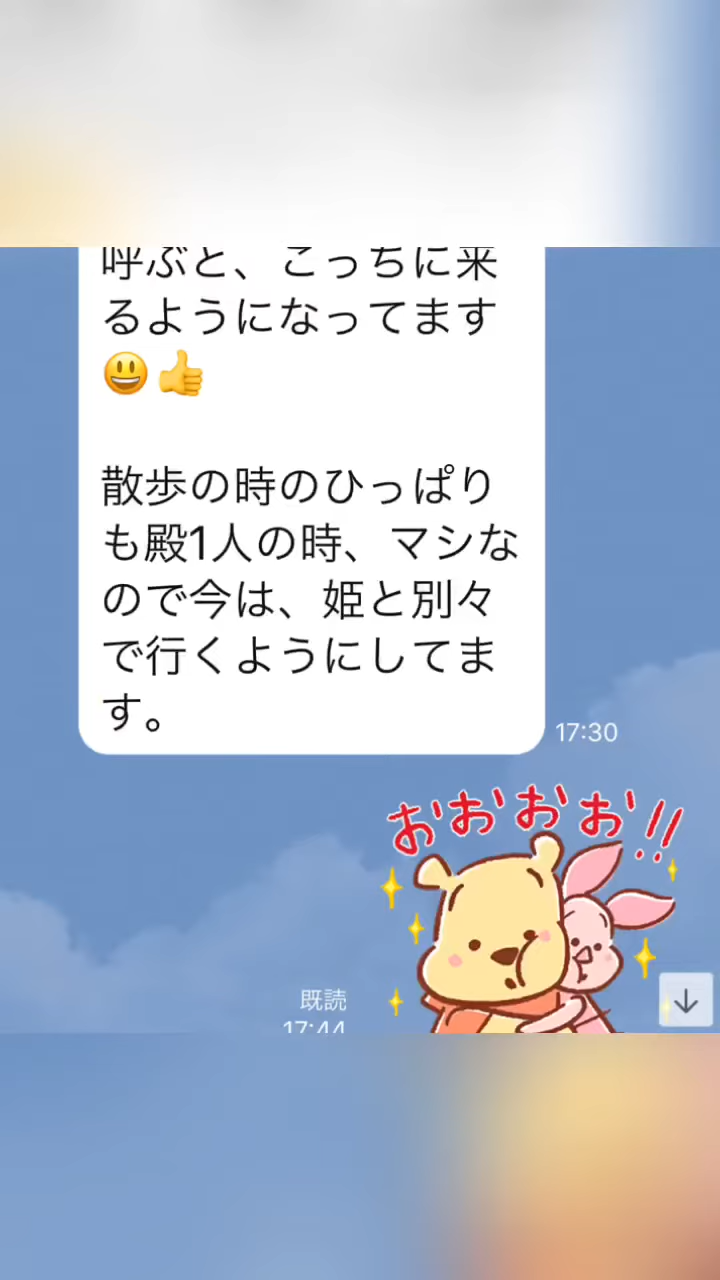 呼ぶと、こっちに来
るようになってます
😃👍
散歩の時のひっぱり
も殿1人の時、マシな
ので今は、姫と別々
で行くようにしてま
す。
17:30
おおおお!!
既読
17:44